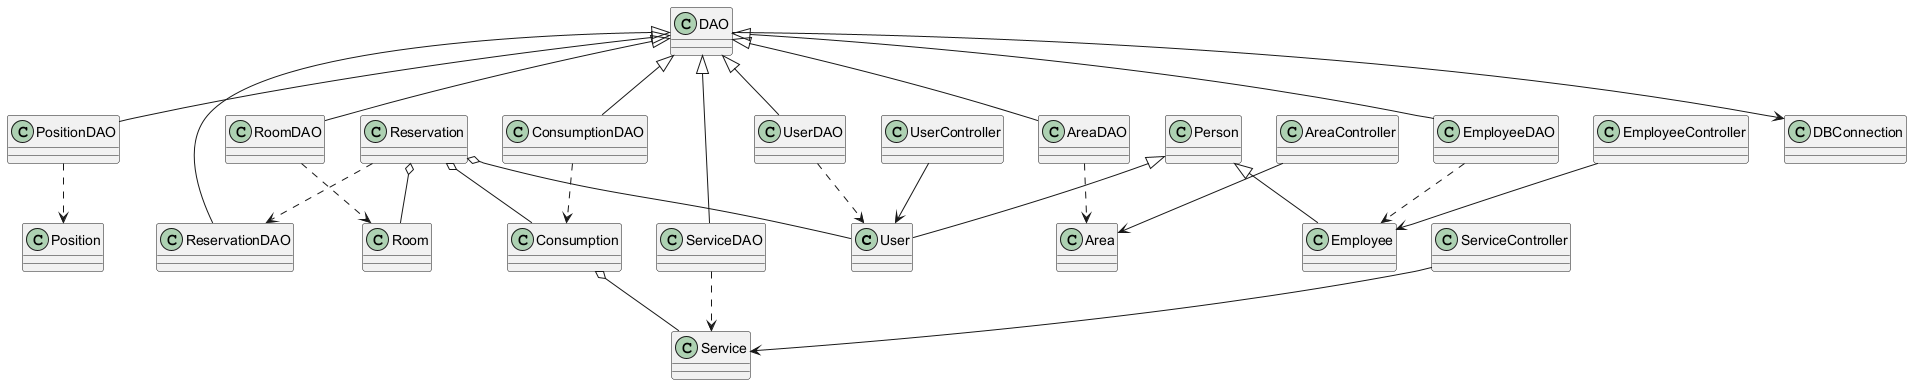 C DAO
C PositionDAO
C RoomDAO
C Reservation
C ConsumptionDAO
C UserDAO
C UserController
C AreaDAO
C Person
C AreaController
C EmployeeDAO
C EmployeeController
C DBConnection
C Position
C ReservationDAO
C Room
C Consumption
C ServiceDAO
C User
C Area
C Employee
C ServiceController
C Service